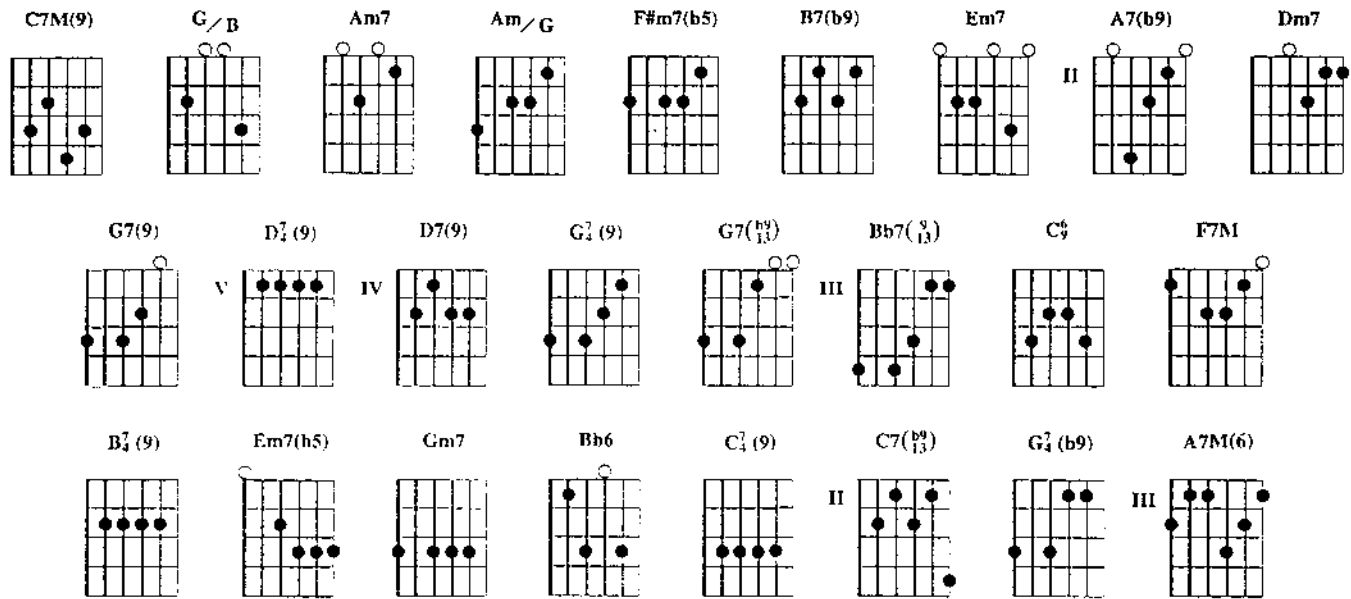 C7M(9) G/B Am7 Am/G F#m7(b5) B7(b9) Em7 A7(b9) Dm7
II
G7(9) D7/4(9) D7(9) G7/4(9) G7(b9/13) Bb7(9/13) C6/9 F7M
V IV III
B7/4(9) Em7(b5) Gm7 Bb6 C7/4(9) C7(b9/13) G7/4(b9) A7M(6)
II III